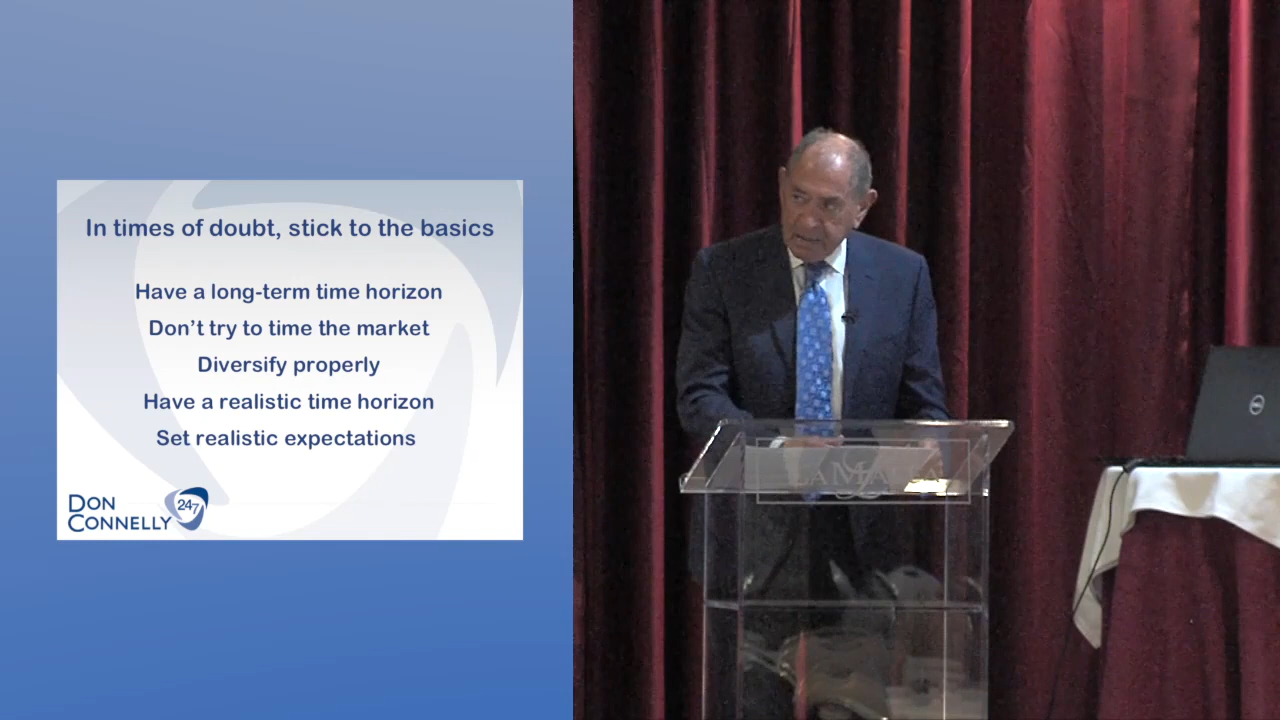 In times of doubt, stick to the basics
Have a long-term time horizon
Don't try to time the market
Diversify properly
Have a realistic time horizon
Set realistic expectations
DON
CONNELLY
24/7